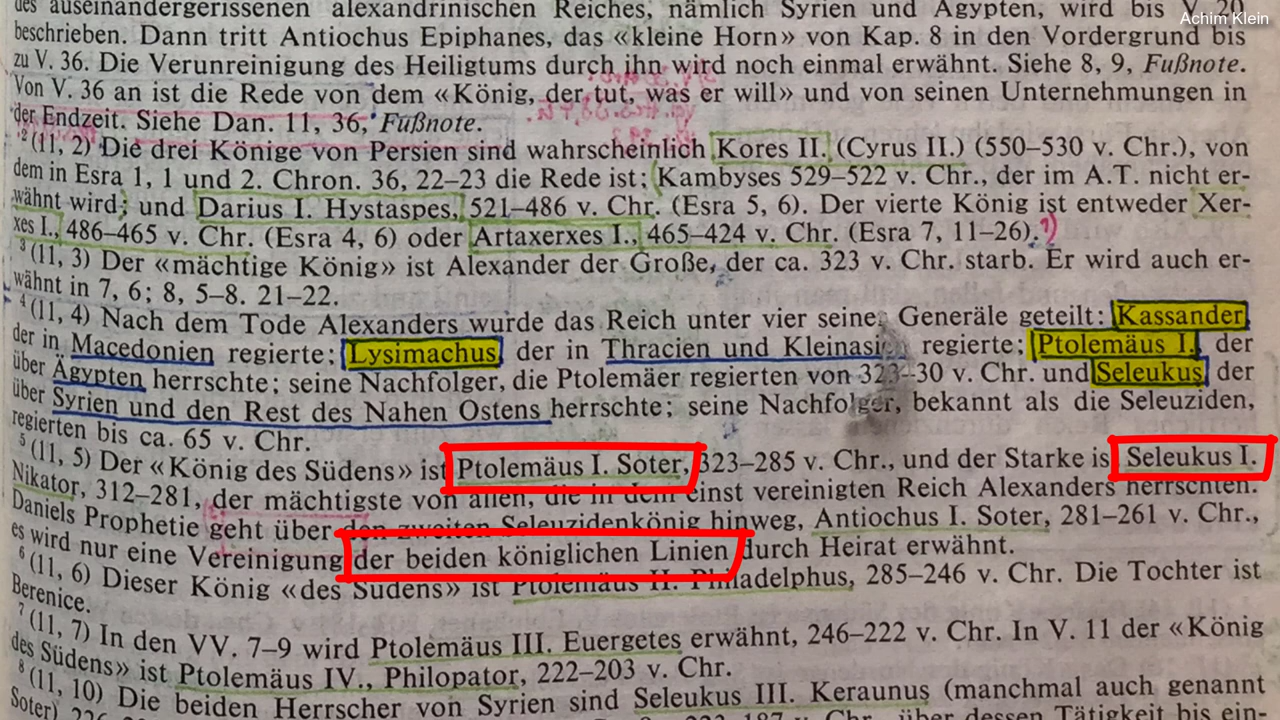 des auseinandergerissenen alexandrinischen Reiches, nämlich Syrien und Ägypten, wird bis V. 20
Achim Klein
beschrieben. Dann tritt Antiochus Epiphanes, das «kleine Horn» von Kap. 8 in den Vordergrund bis
zu V. 36. Die Verunreinigung des Heiligtums durch ihn wird noch einmal erwähnt. Siehe 8, 9, Fußnote.
Von V. 36 an ist die Rede von dem «König, der tut, was er will» und von seinen Unternehmungen in
der Endzeit. Siehe Dan. 11, 36, Fußnote.
2 (11, 2) Die drei Könige von Persien sind wahrscheinlich Kores II. (Cyrus II.) (550–530 v. Chr.), von
dem in Esra 1, 1 und 2. Chron. 36, 22–23 die Rede ist; Kambyses 529–522 v. Chr., der im A.T. nicht er-
wähnt wird; und Darius I. Hystaspes, 521–486 v. Chr. (Esra 5, 6). Der vierte König ist entweder Xer-
xes I., 486–465 v. Chr. (Esra 4, 6) oder Artaxerxes I., 465–424 v. Chr. (Esra 7, 11–26).
3 (11, 3) Der «mächtige König» ist Alexander der Große, der ca. 323 v. Chr. starb. Er wird auch er-
wähnt in 7, 6; 8, 5–8. 21–22.
4 (11, 4) Nach dem Tode Alexanders wurde das Reich unter vier seiner Generäle geteilt: Kassander,
der in Macedonien regierte; Lysimachus, der in Thracien und Kleinasien regierte; Ptolemäus I., der
über Ägypten herrschte; seine Nachfolger, die Ptolemäer regierten von 323–30 v. Chr. und Seleukus, der
über Syrien und den Rest des Nahen Ostens herrschte; seine Nachfolger, bekannt als die Seleuziden,
regierten bis ca. 65 v. Chr.
5 (11, 5) Der «König des Südens» ist Ptolemäus I. Soter, 323–285 v. Chr., und der Starke ist Seleukus I.
Nikator, 312–281, der mächtigste von allen, die in dem einst vereinigten Reich Alexanders herrschten.
Daniels Prophetie geht über den zweiten Seleuzidenkönig hinweg, Antiochus I. Soter, 281–261 v. Chr.,
es wird nur eine Vereinigung der beiden königlichen Linien durch Heirat erwähnt.
6 (11, 6) Dieser König «des Südens» ist Ptolemäus II. Philadelphus, 285–246 v. Chr. Die Tochter ist
Berenice.
7 (11, 7) In den VV. 7–9 wird Ptolemäus III. Euergetes erwähnt, 246–222 v. Chr. In V. 11 der «König
des Südens» ist Ptolemäus IV., Philopator, 222–203 v. Chr.
8 (11, 10) Die beiden Herrscher von Syrien sind Seleukus III. Keraunus (manchmal auch genannt
Soter) v. Chr., über dessen Tätigkeit bis ein-